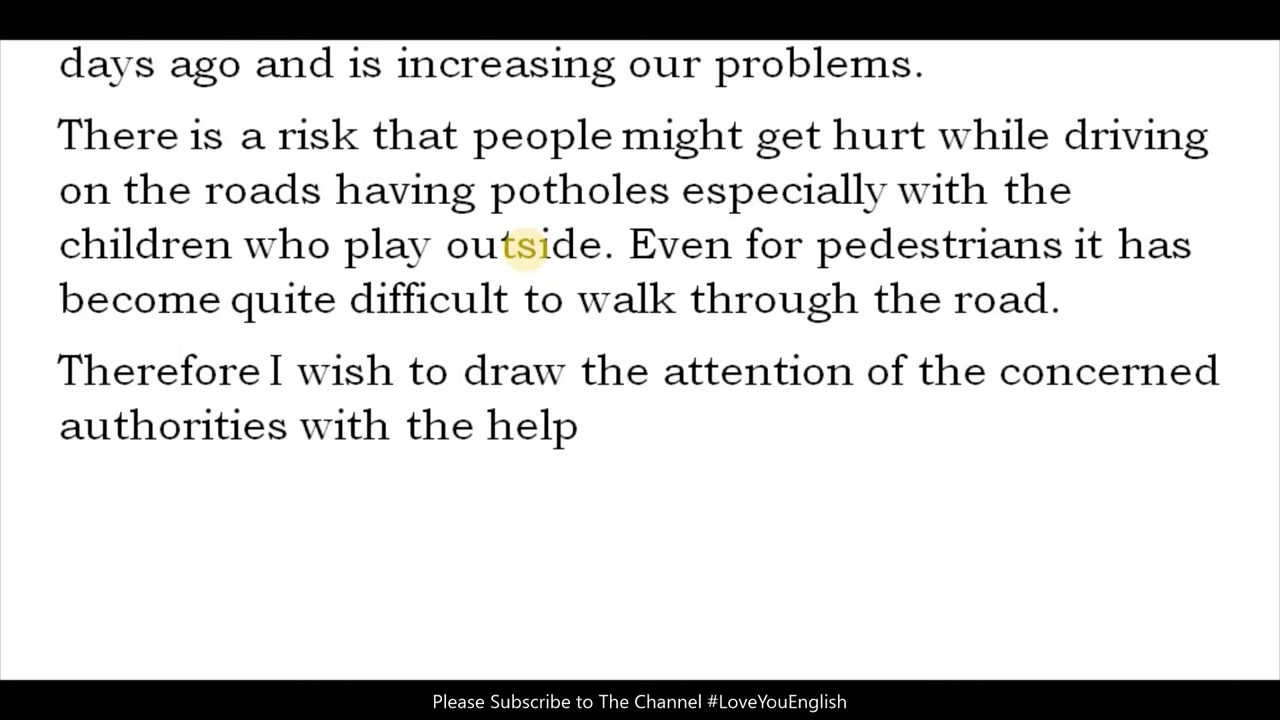 days ago and is increasing our problems.
There is a risk that people might get hurt while driving
on the roads having potholes especially with the
children who play outside. Even for pedestrians it has
become quite difficult to walk through the road.
Therefore I wish to draw the attention of the concerned
authorities with the help
Please Subscribe to The Channel #LoveYouEnglish